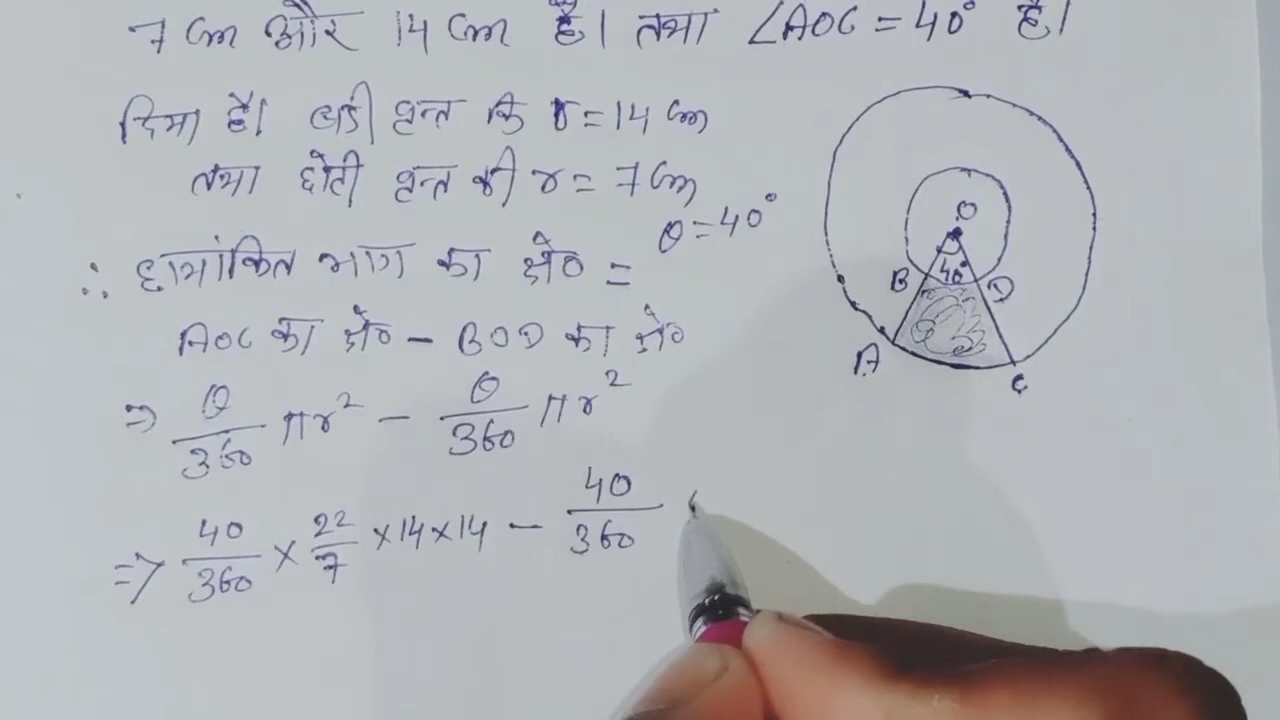 7 cm और 14 cm है। तथा ∠AOC = 40° है।
दिया है। बड़ी वृत्त कि r = 14 cm
तथा छोटी वृत्त की r = 7 cm
θ = 40°
∴ छायांकित भाग का क्षे० =
AOC का क्षे० − BOD का क्षे०
⇒ θ/360 πr² − θ/360 πr²
⇒ 40/360 × 22/7 × 14 × 14 − 40/360
O
40°
B D
A C